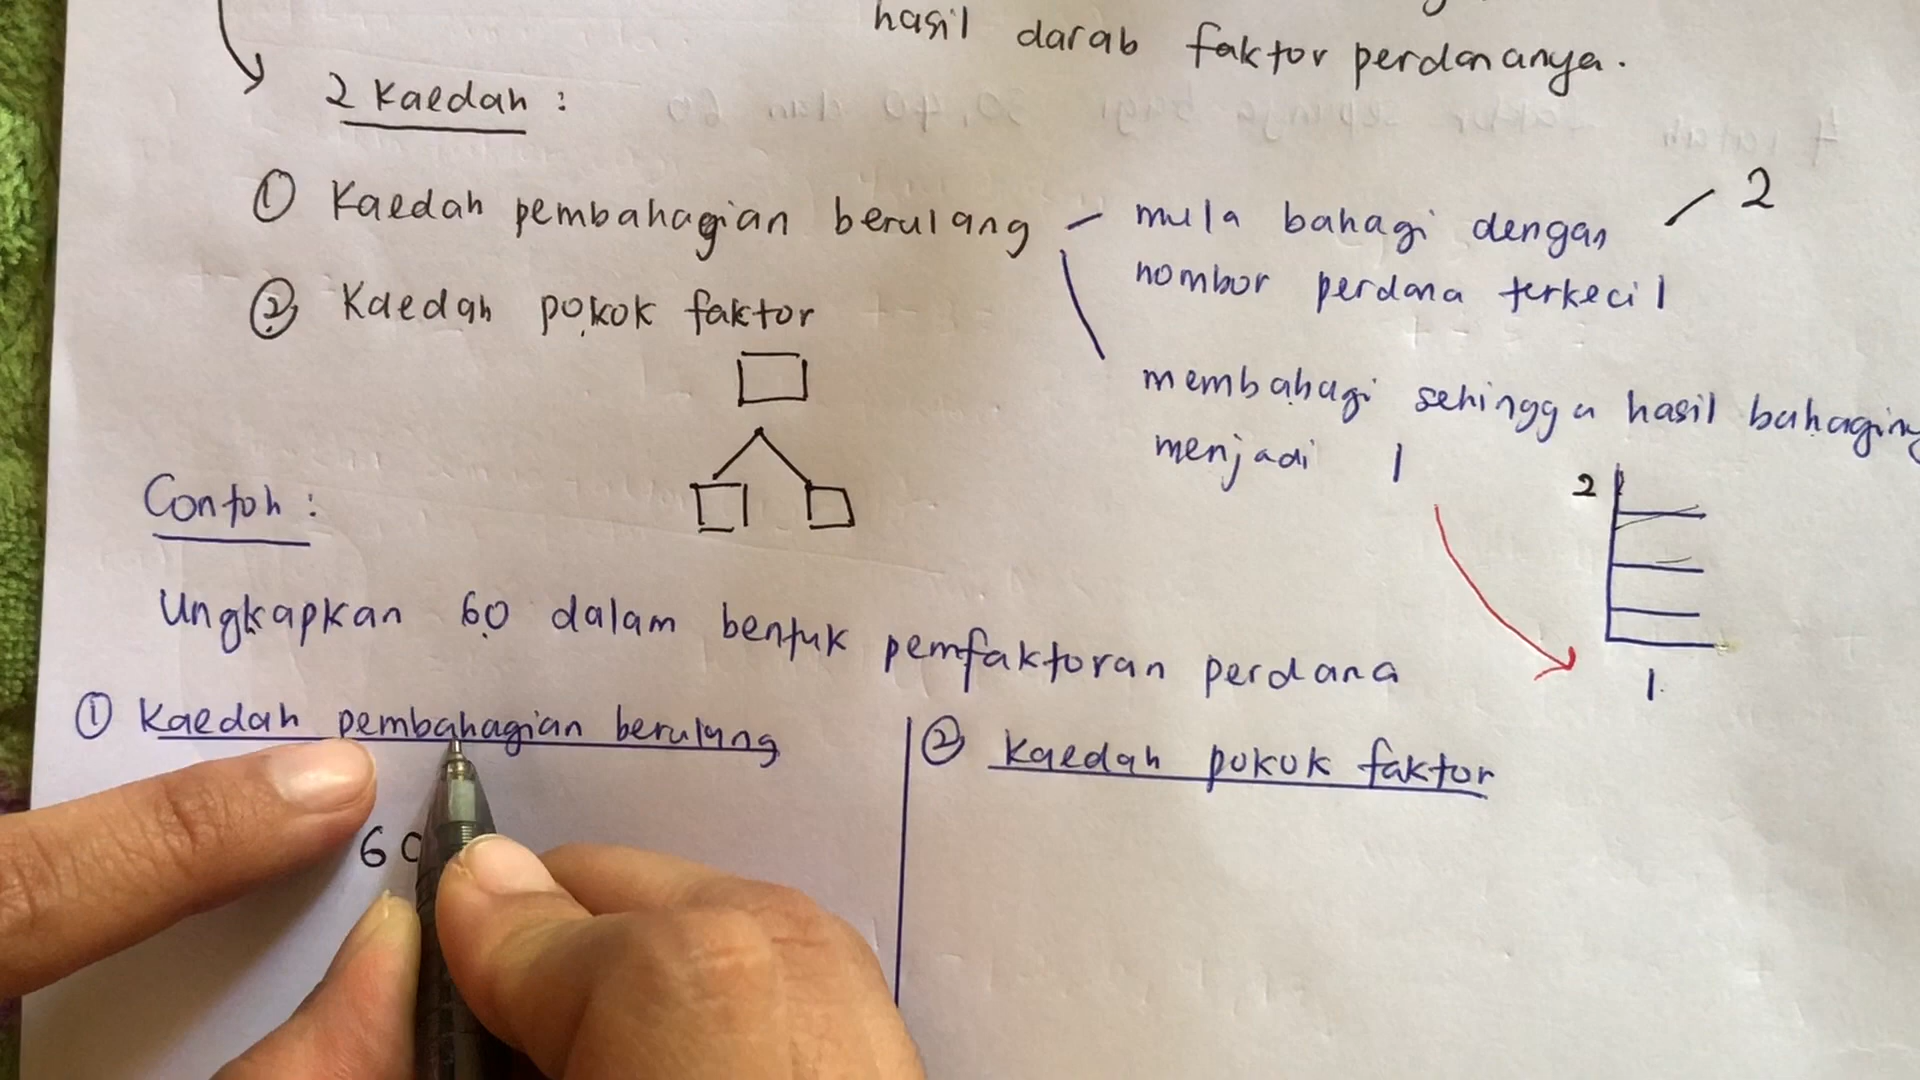 hasil darab faktor perdananya.
2 Kaedah :
① Kaedah pembahagian berulang – mula bahagi dengan – 2
nombor perdana terkecil
② Kaedah pokok faktor
membahagi sehingga hasil bahaginy
menjadi 1
2
1
Contoh :
Ungkapkan 60 dalam bentuk pemfaktoran perdana
① Kaedah pembahagian berulang
60
② Kaedah pokok faktor